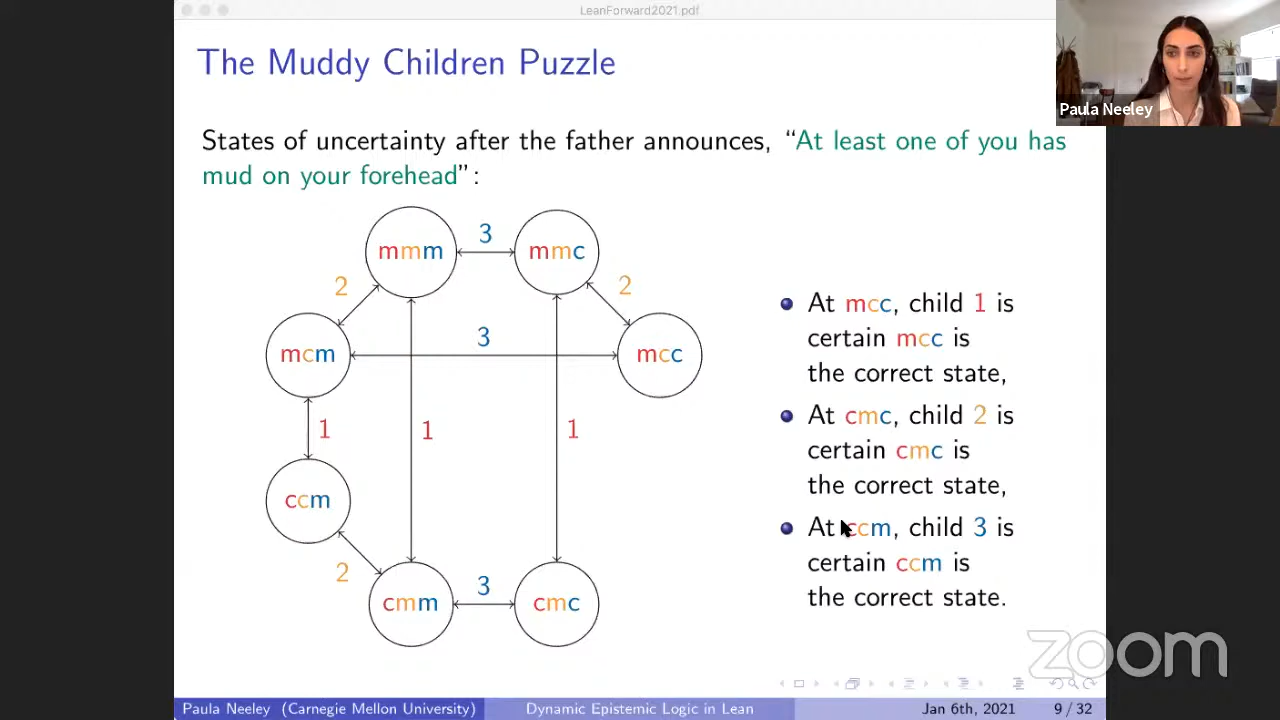 LeanForward2021.pdf
The Muddy Children Puzzle
Paula Neeley
States of uncertainty after the father announces, “At least one of you has
mud on your forehead”:
mmm
3
mmc
2
2
mcm
3
mcc
1
1
1
ccm
2
cmm
3
cmc
At mcc, child 1 is
certain mcc is
the correct state,
At cmc, child 2 is
certain cmc is
the correct state,
At ccm, child 3 is
certain ccm is
the correct state.
zoom
Paula Neeley (Carnegie Mellon University)
Dynamic Epistemic Logic in Lean
Jan 6th, 2021
9 / 32